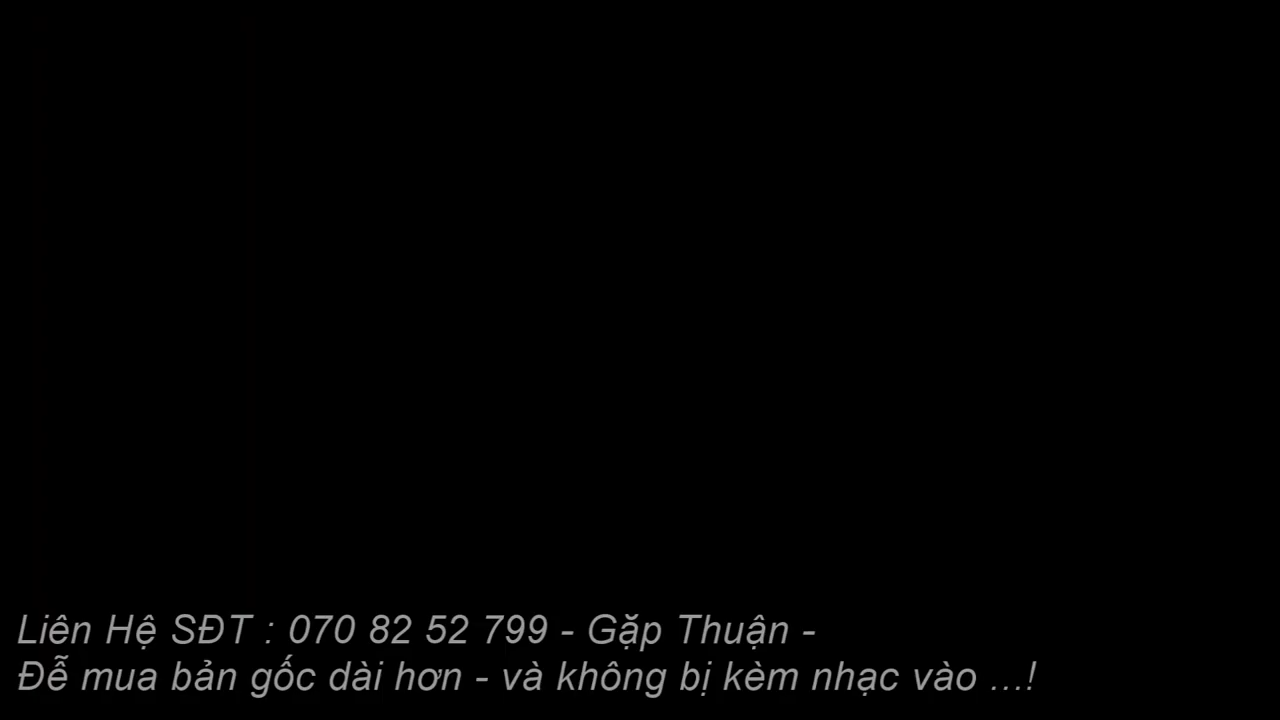 Liên Hệ SĐT : 070 82 52 799 - Gặp Thuận -
Đễ mua bản gốc dài hơn - và không bị kèm nhạc vào ...!